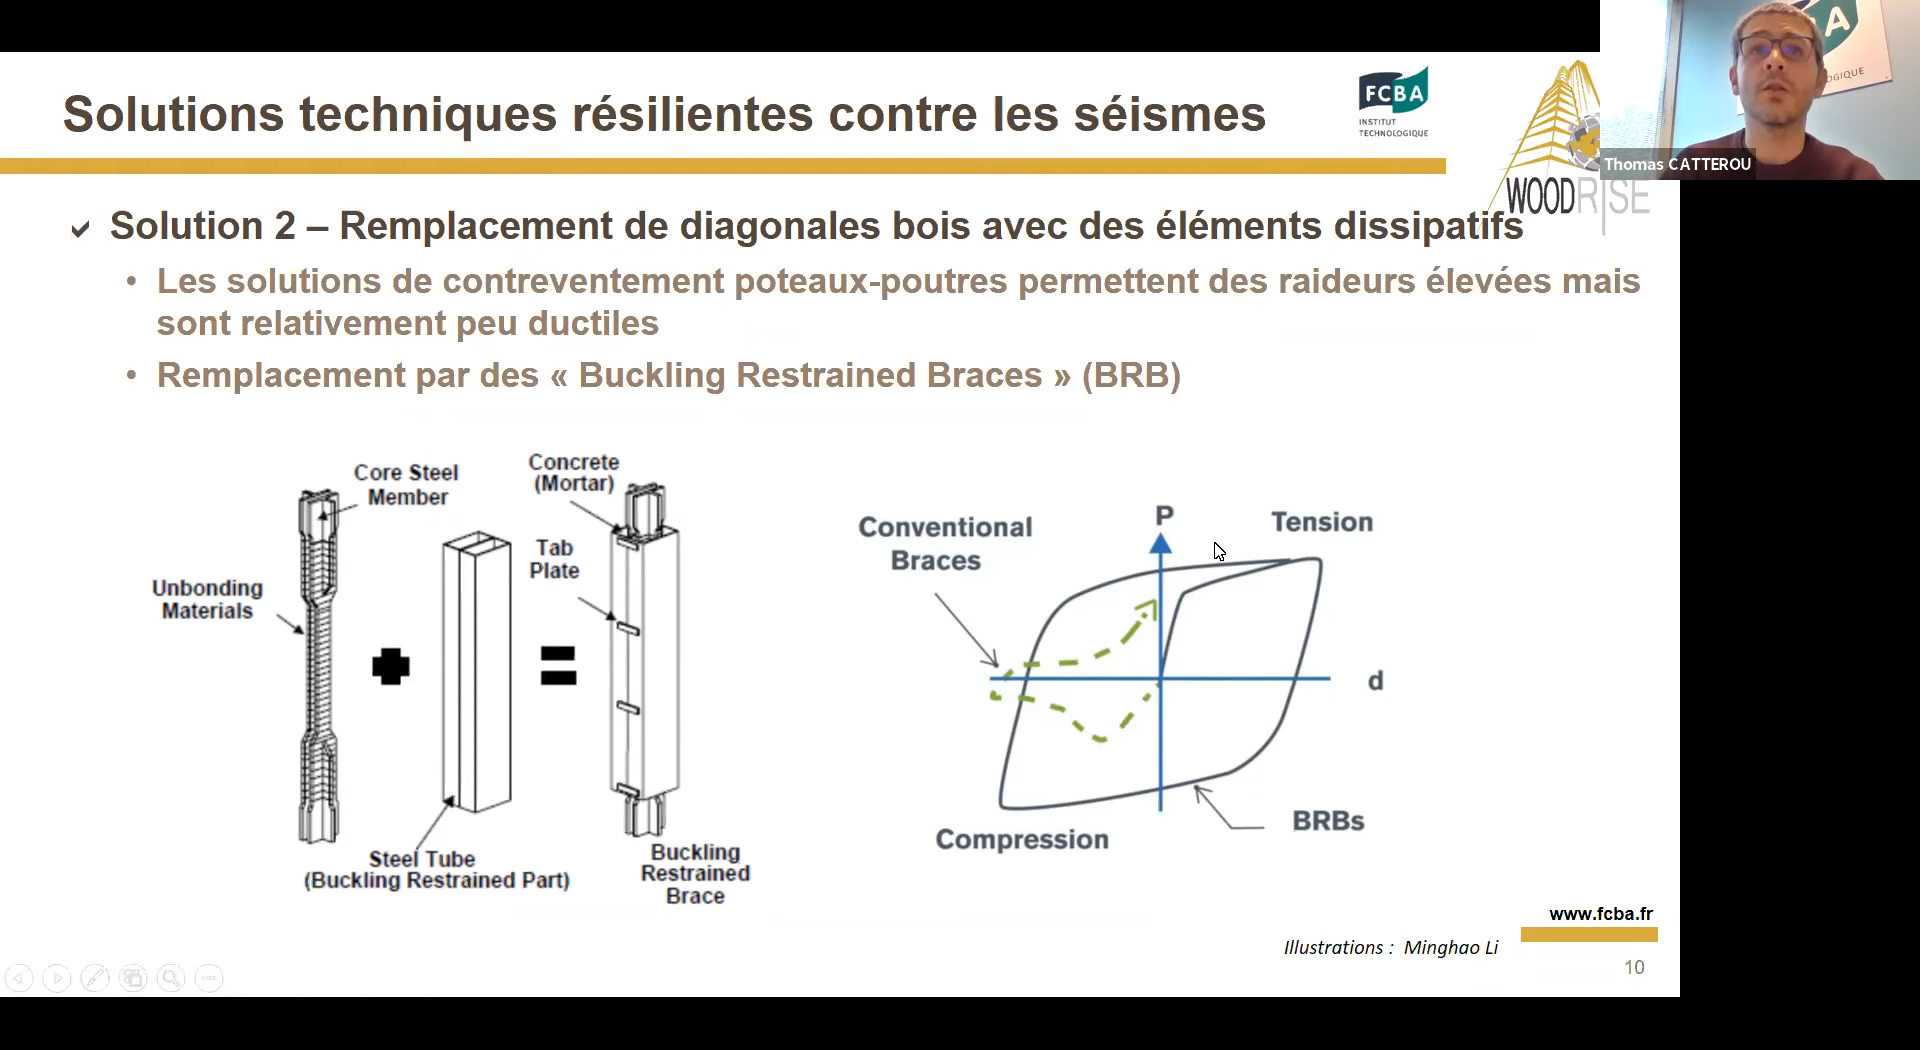 Solutions techniques résilientes contre les séismes
FCBA
INSTITUT
TECHNOLOGIQUE
WOODRISE
BA
OGIQUE
Thomas CATTEROU
Solution 2 – Remplacement de diagonales bois avec des éléments dissipatifs
• Les solutions de contreventement poteaux-poutres permettent des raideurs élevées mais
sont relativement peu ductiles
• Remplacement par des « Buckling Restrained Braces » (BRB)
Core Steel
Member
Unbonding
Materials
Steel Tube
(Buckling Restrained Part)
Concrete
(Mortar)
Tab
Plate
Buckling
Restrained
Brace
Conventional
Braces
P
Tension
d
Compression
BRBs
www.fcba.fr
Illustrations : Minghao Li
10